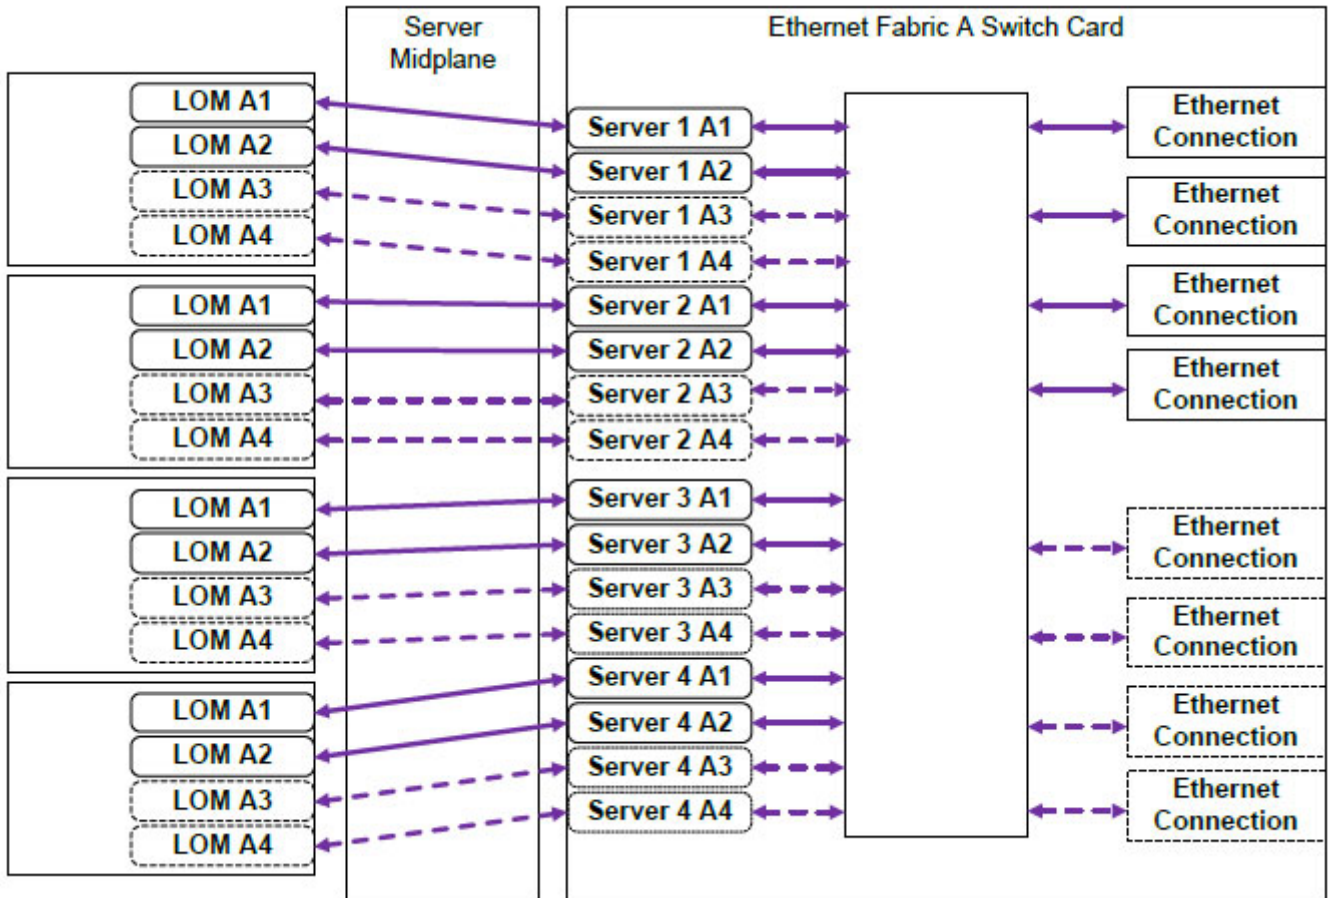 Server
Midplane
Ethernet Fabric A Switch Card
LOM A1
LOM A2
LOM A3
LOM A4
LOM A1
LOM A2
LOM A3
LOM A4
LOM A1
LOM A2
LOM A3
LOM A4
LOM A1
LOM A2
LOM A3
LOM A4
Server 1 A1
Server 1 A2
Server 1 A3
Server 1 A4
Server 2 A1
Server 2 A2
Server 2 A3
Server 2 A4
Server 3 A1
Server 3 A2
Server 3 A3
Server 3 A4
Server 4 A1
Server 4 A2
Server 4 A3
Server 4 A4
Ethernet
Connection
Ethernet
Connection
Ethernet
Connection
Ethernet
Connection
Ethernet
Connection
Ethernet
Connection
Ethernet
Connection
Ethernet
Connection